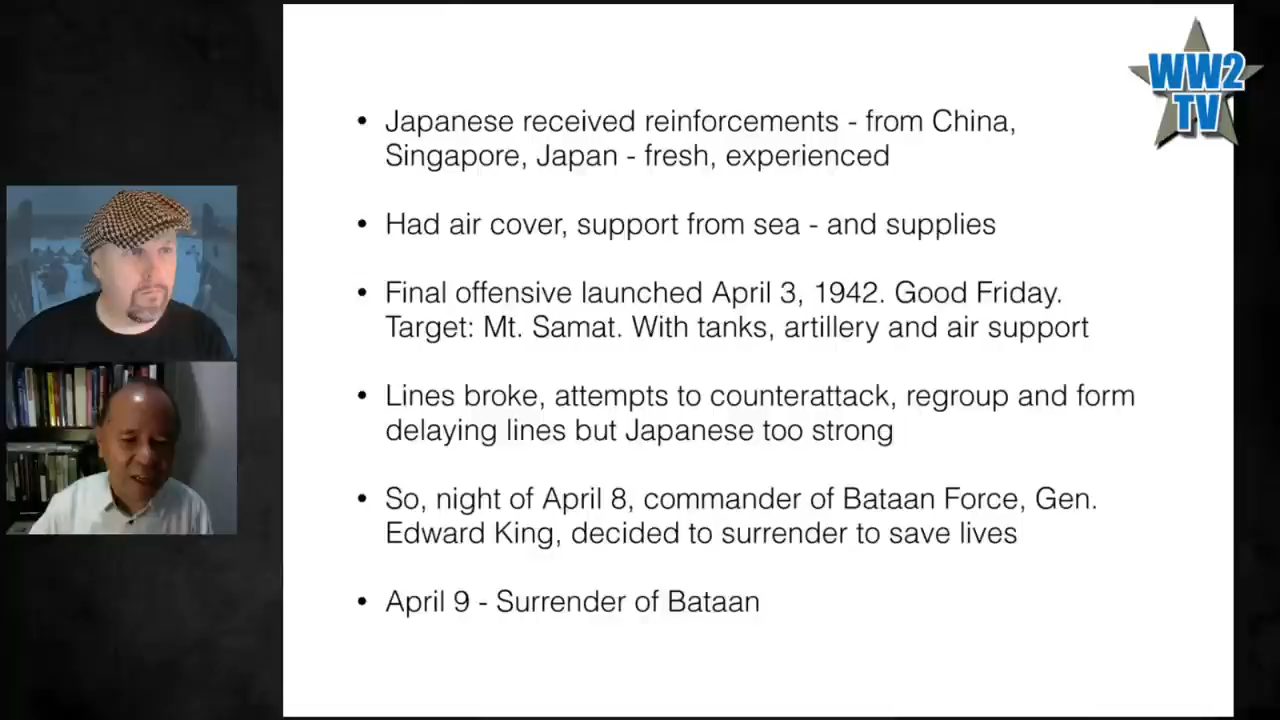 WW2
TV
• Japanese received reinforcements - from China,
Singapore, Japan - fresh, experienced
• Had air cover, support from sea - and supplies
• Final offensive launched April 3, 1942. Good Friday.
Target: Mt. Samat. With tanks, artillery and air support
• Lines broke, attempts to counterattack, regroup and form
delaying lines but Japanese too strong
• So, night of April 8, commander of Bataan Force, Gen.
Edward King, decided to surrender to save lives
• April 9 - Surrender of Bataan